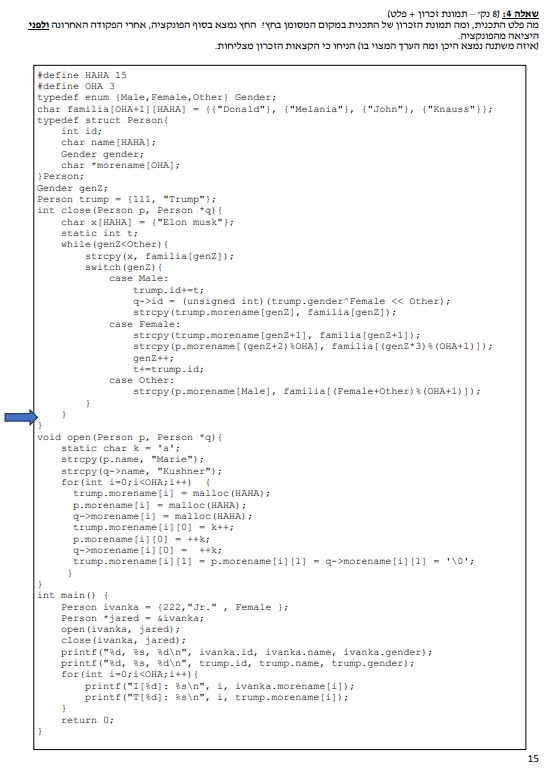 שאלה 4: (8 נק' – תמונת זכרון + פלט)
מה פלט התכנית, ומה תמונת הזכרון של התכנית במקום המסומן בחץ? החץ נמצא בסוף הפונקציה, אחרי הפקודה האחרונה ולפני
היציאה מהפונקציה.
(איזה משתנה נמצא היכן ומה הערך המצוי בו) הניחו כי הקצאות הזכרון מצליחות.
#define HAHA 15
#define OHA 3
typedef enum {Male,Female,Other} Gender;
char familia[OHA+1][HAHA] = {{"Donald"}, {"Melania"}, {"John"}, {"Knauss"}};
typedef struct Person{
    int id;
    char name[HAHA];
    Gender gender;
    char *morename[OHA];
}Person;
Gender genZ;
Person trump = {111, "Trump"};
int close(Person p, Person *q){
    char x[HAHA] = {"Elon musk"};
    static int t;
    while(genZ<Other){
        strcpy(x, familia[genZ]);
        switch(genZ){
            case Male:
                trump.id+=t;
                q->id = (unsigned int)(trump.gender^Female << Other);
                strcpy(trump.morename[genZ], familia[genZ]);
            case Female:
                strcpy(trump.morename[genZ+1], familia[genZ+1]);
                strcpy(p.morename[(genZ+2)%OHA], familia[(genZ*3)%(OHA+1)]);
                genZ++;
                t+=trump.id;
            case Other:
                strcpy(p.morename[Male], familia[(Female+Other)%(OHA+1)]);
        }
    }
}
void open(Person p, Person *q){
    static char k = 'a';
    strcpy(p.name, "Marie");
    strcpy(q->name, "Kushner");
    for(int i=0;i<OHA;i++)  {
      trump.morename[i] = malloc(HAHA);
      p.morename[i] = malloc(HAHA);
      q->morename[i] = malloc(HAHA);
      trump.morename[i][0] = k++;
      p.morename[i][0] = ++k;
      q->morename[i][0] =  ++k;
      trump.morename[i][1] = p.morename[i][1] = q->morename[i][1] = '\0';
     }
}
int main() {
    Person ivanka = {222,"Jr." , Female };
    Person *jared = &ivanka;
    open(ivanka, jared);
    close(ivanka, jared);
    printf("%d, %s, %d\n", ivanka.id, ivanka.name, ivanka.gender);
    printf("%d, %s, %d\n", trump.id, trump.name, trump.gender);
    for(int i=0;i<OHA;i++){
        printf("I[%d]: %s\n", i, ivanka.morename[i]);
        printf("T[%d]: %s\n", i, trump.morename[i]);
    }
    return 0;
}
15